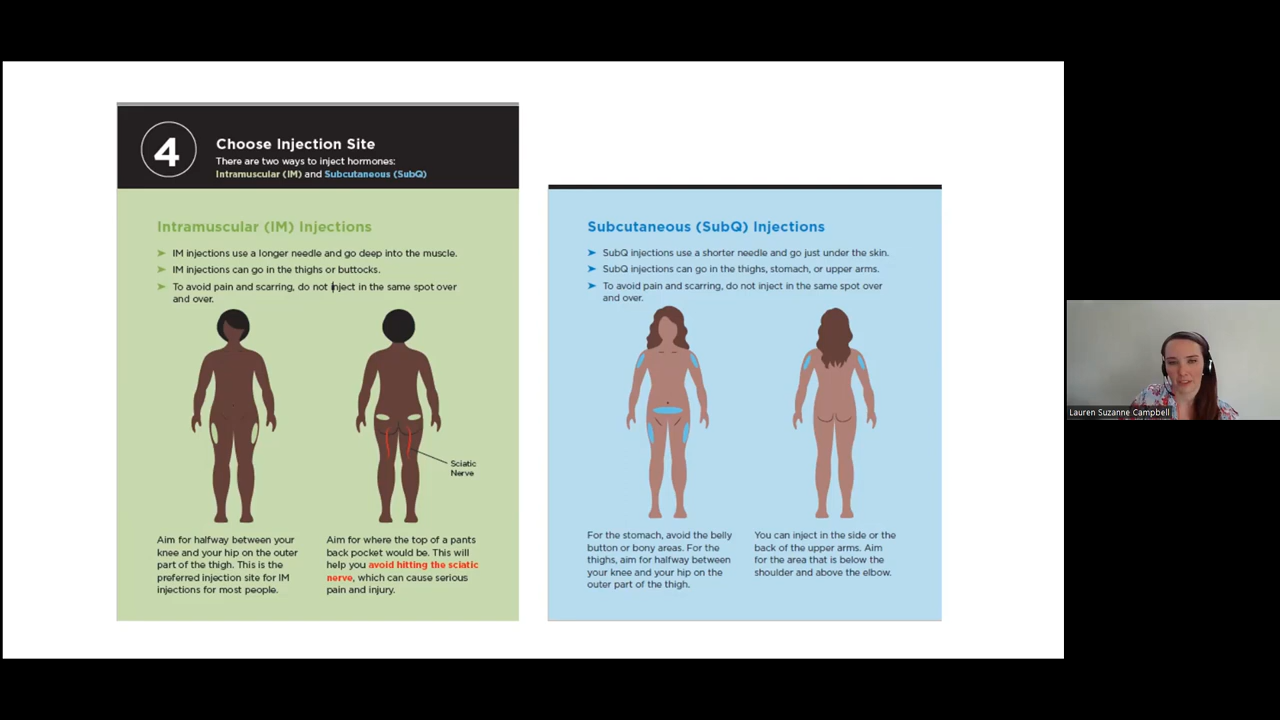 4
Choose Injection Site
There are two ways to inject hormones:
Intramuscular (IM) and Subcutaneous (SubQ)
Intramuscular (IM) Injections
➤ IM injections use a longer needle and go deep into the muscle.
➤ IM injections can go in the thighs or buttocks.
➤ To avoid pain and scarring, do not inject in the same spot over
and over.
Sciatic
Nerve
Aim for halfway between your
knee and your hip on the outer
part of the thigh. This is the
preferred injection site for IM
injections for most people.
Aim for where the top of a pants
back pocket would be. This will
help you avoid hitting the sciatic
nerve, which can cause serious
pain and injury.
Subcutaneous (SubQ) Injections
➤ SubQ injections use a shorter needle and go just under the skin.
➤ SubQ injections can go in the thighs, stomach, or upper arms.
➤ To avoid pain and scarring, do not inject in the same spot over
and over.
For the stomach, avoid the belly
button or bony areas. For the
thighs, aim for halfway between
your knee and your hip on the
outer part of the thigh.
You can inject in the side or the
back of the upper arms. Aim
for the area that is below the
shoulder and above the elbow.
Lauren Suzanne Campbell